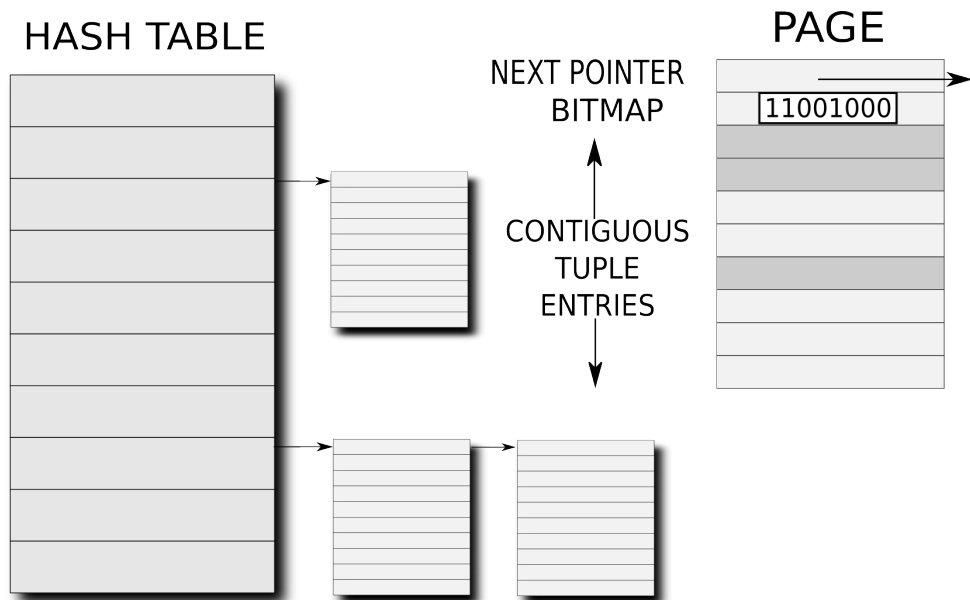 HASH TABLE
NEXT POINTER
BITMAP
CONTIGUOUS
TUPLE
ENTRIES
PAGE
11001000